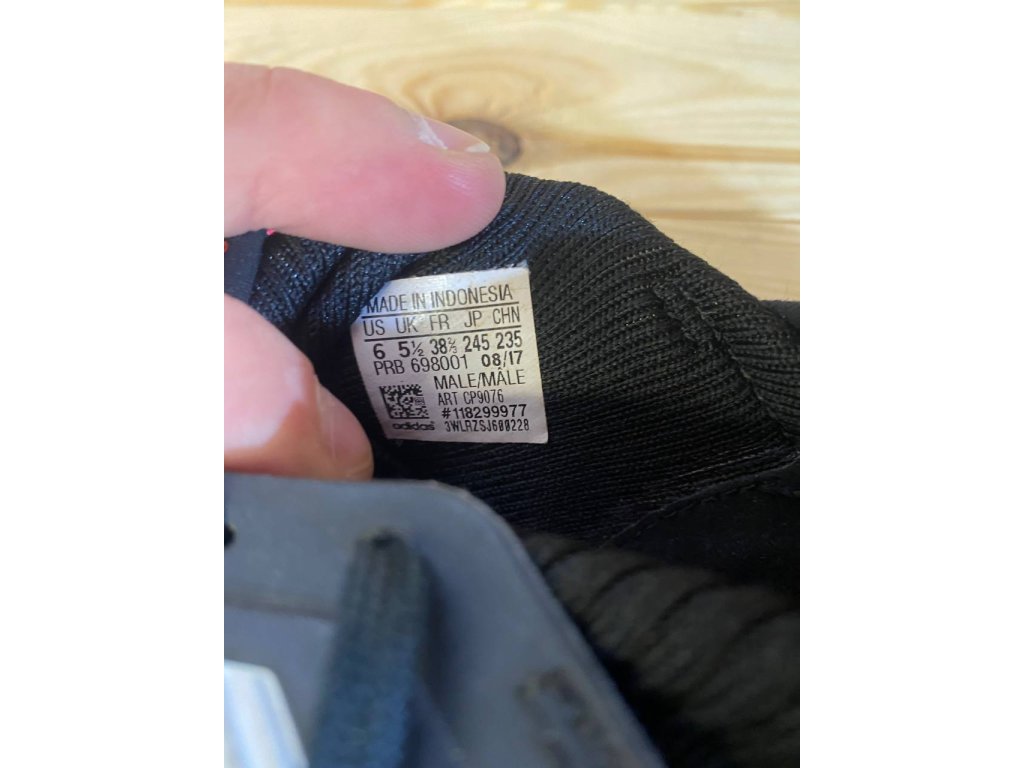 MADE IN INDONESIA
US UK FR JP CHN
6 5½ 38⅔ 245 235
PRB 698001 08/17
MALE/MÂLE
ART CP9076
#118299977
adidas 3WLRZSJ600228